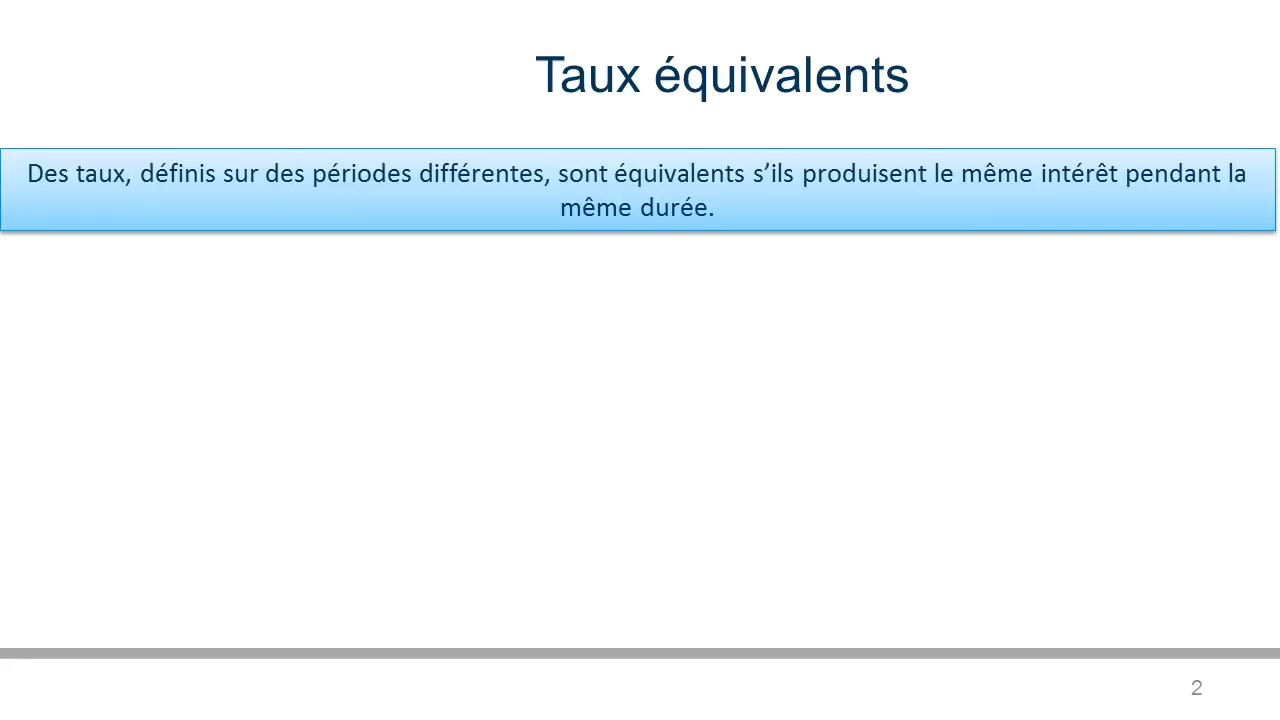 Taux équivalents
Des taux, définis sur des périodes différentes, sont équivalents s’ils produisent le même intérêt pendant la
même durée.
2